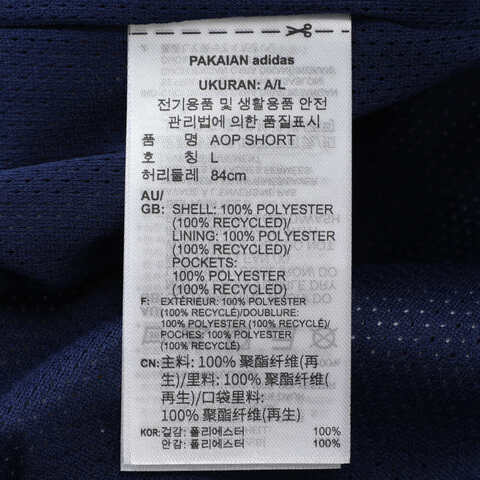 PAKAIAN adidas
UKURAN: A/L
전기용품 및 생활용품 안전
관리법에 의한 품질표시
품 명 AOP SHORT
호 칭 L
허리둘레 84cm
AU/
GB: SHELL: 100% POLYESTER
(100% RECYCLED)/
LINING: 100% POLYESTER
(100% RECYCLED)/
POCKETS:
100% POLYESTER
(100% RECYCLED)
F: EXTÉRIEUR: 100% POLYESTER
(100% RECYCLÉ)/DOUBLURE:
100% POLYESTER (100% RECYCLÉ)/
POCHES: 100% POLYESTER
(100% RECYCLÉ)
CN: 主料: 100% 聚酯纤维(再
生)/里料: 100% 聚酯纤维
(再生)/口袋里料:
100% 聚酯纤维(再生)
KOR: 겉감: 폴리에스터 100%
안감: 폴리에스터 100%